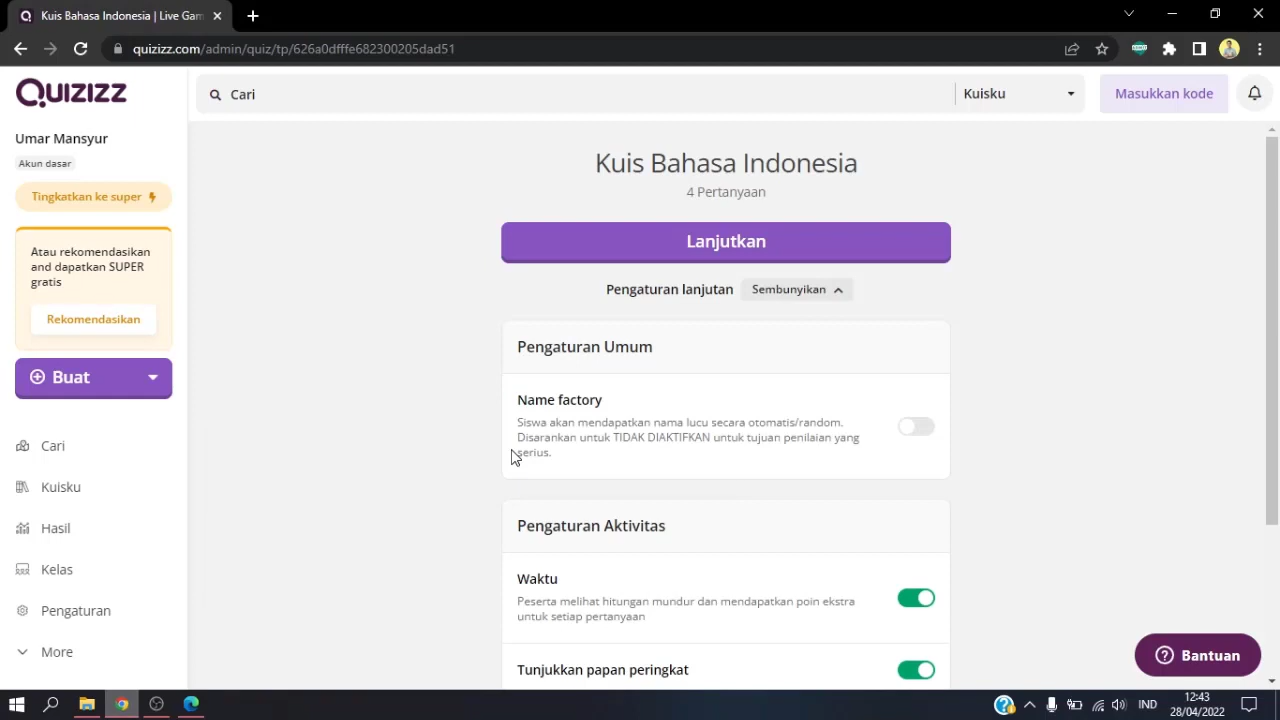 Kuis Bahasa Indonesia | Live Gam
quizizz.com/admin/quiz/tp/626a0dfffe682300205dad51
QUIZIZZ
Cari
Kuisku
Masukkan kode
Umar Mansyur
Akun dasar
Tingkatkan ke super
Atau rekomendasikan
and dapatkan SUPER
gratis
Rekomendasikan
Buat
Cari
Kuisku
Hasil
Kelas
Pengaturan
More
Kuis Bahasa Indonesia
4 Pertanyaan
Lanjutkan
Pengaturan lanjutan
Sembunyikan
Pengaturan Umum
Name factory
Siswa akan mendapatkan nama lucu secara otomatis/random.
Disarankan untuk TIDAK DIAKTIFKAN untuk tujuan penilaian yang
serius.
Pengaturan Aktivitas
Waktu
Peserta melihat hitungan mundur dan mendapatkan poin ekstra
untuk setiap pertanyaan
Tunjukkan papan peringkat
Bantuan
IND
12:43
28/04/2022